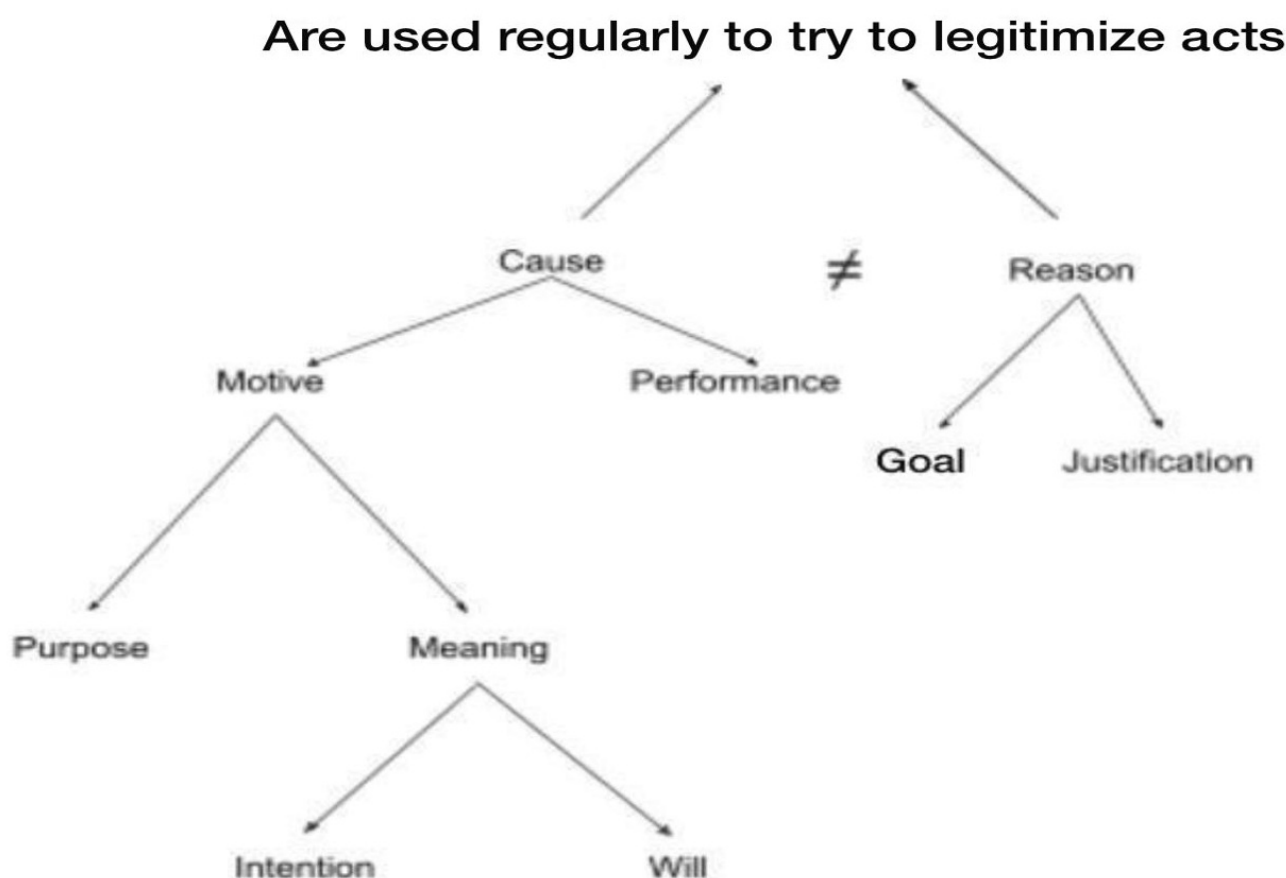 Are used regularly to try to legitimize acts
Cause
≠
Reason
Motive
Performance
Goal
Justification
Purpose
Meaning
Intention
Will